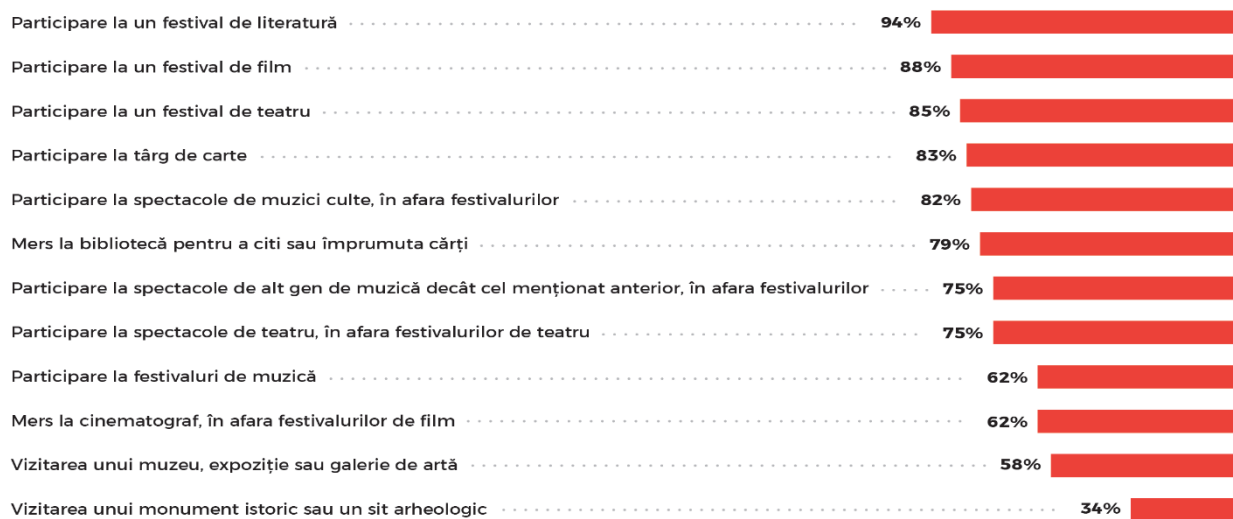 Participare la un festival de literatură 94%
Participare la un festival de film 88%
Participare la un festival de teatru 85%
Participare la târg de carte 83%
Participare la spectacole de muzici culte, în afara festivalurilor 82%
Mers la bibliotecă pentru a citi sau împrumuta cărți 79%
Participare la spectacole de alt gen de muzică decât cel menționat anterior, în afara festivalurilor 75%
Participare la spectacole de teatru, în afara festivalurilor de teatru 75%
Participare la festivaluri de muzică 62%
Mers la cinematograf, în afara festivalurilor de film 62%
Vizitarea unui muzeu, expoziție sau galerie de artă 58%
Vizitarea unui monument istoric sau un sit arheologic 34%